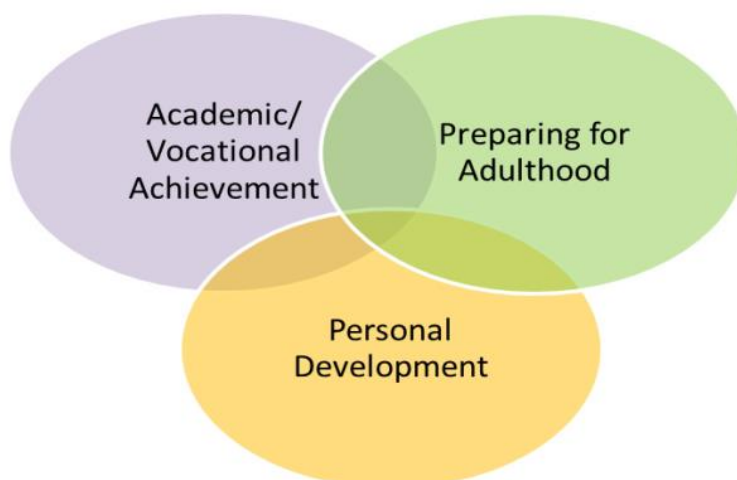 Academic/
Vocational
Achievement
Preparing for
Adulthood
Personal
Development